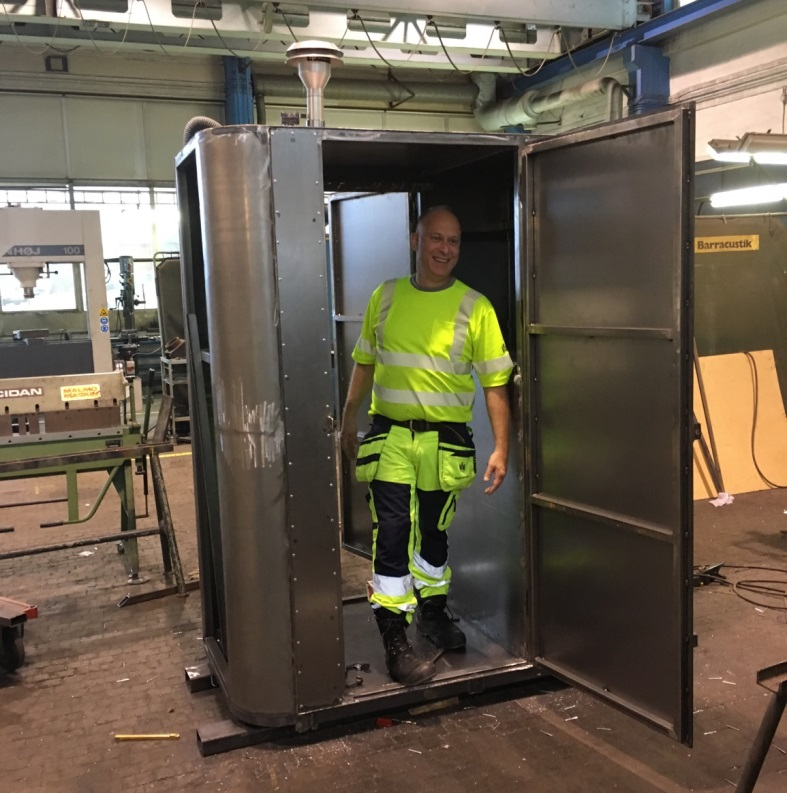 HØJ 100
Barracustik
CIDAN
MALMÖ